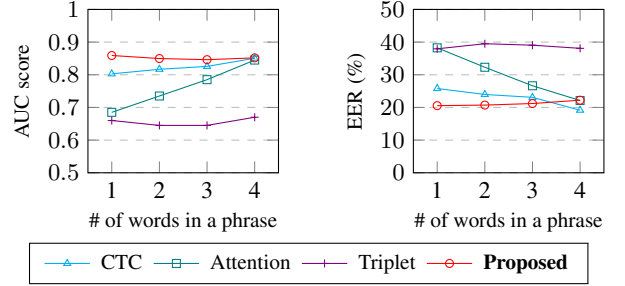 AUC score
1
0.9
0.8
0.7
0.6
0.5
1 2 3 4
# of words in a phrase
EER (%)
50
40
30
20
10
0
1 2 3 4
# of words in a phrase
CTC Attention Triplet Proposed